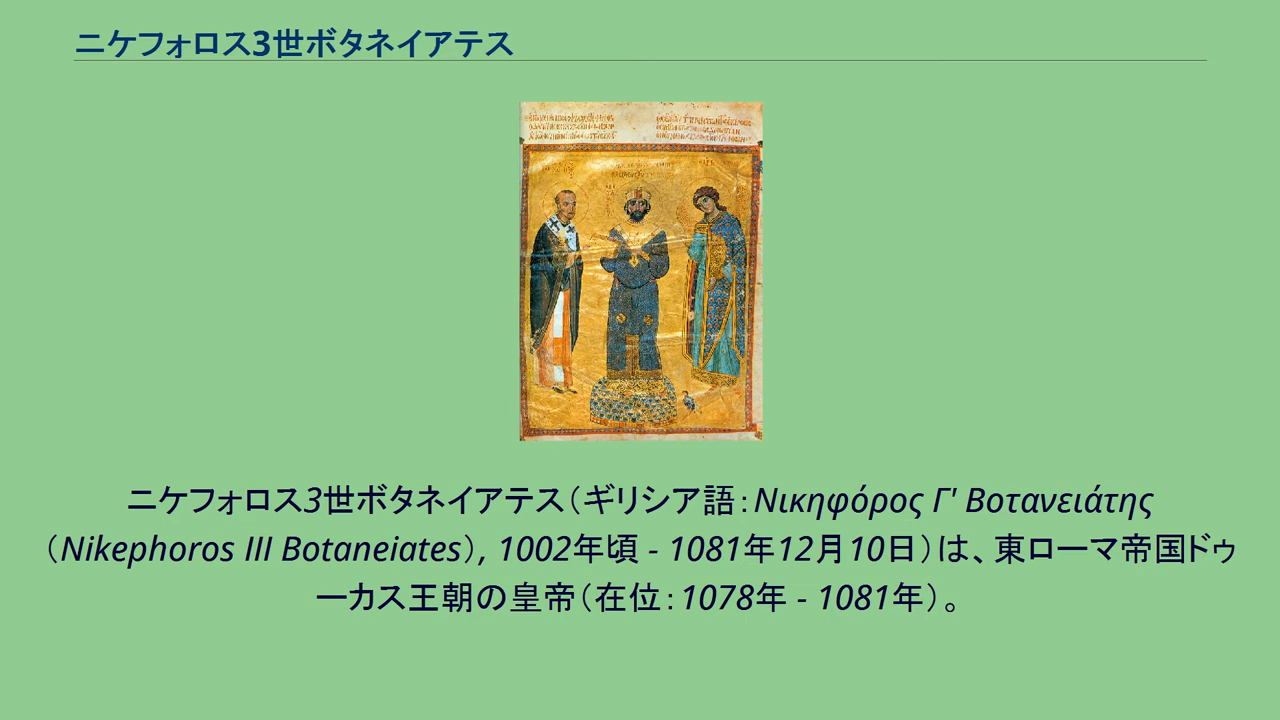 ニケフォロス3世ボタネイアテス
ニケフォロス3世ボタネイアテス（ギリシア語：Νικηφόρος Γ' Βοτανειάτης
（Nikephoros III Botaneiates）, 1002年頃 - 1081年12月10日）は、東ローマ帝国ドゥ
ーカス王朝の皇帝（在位：1078年 - 1081年）。